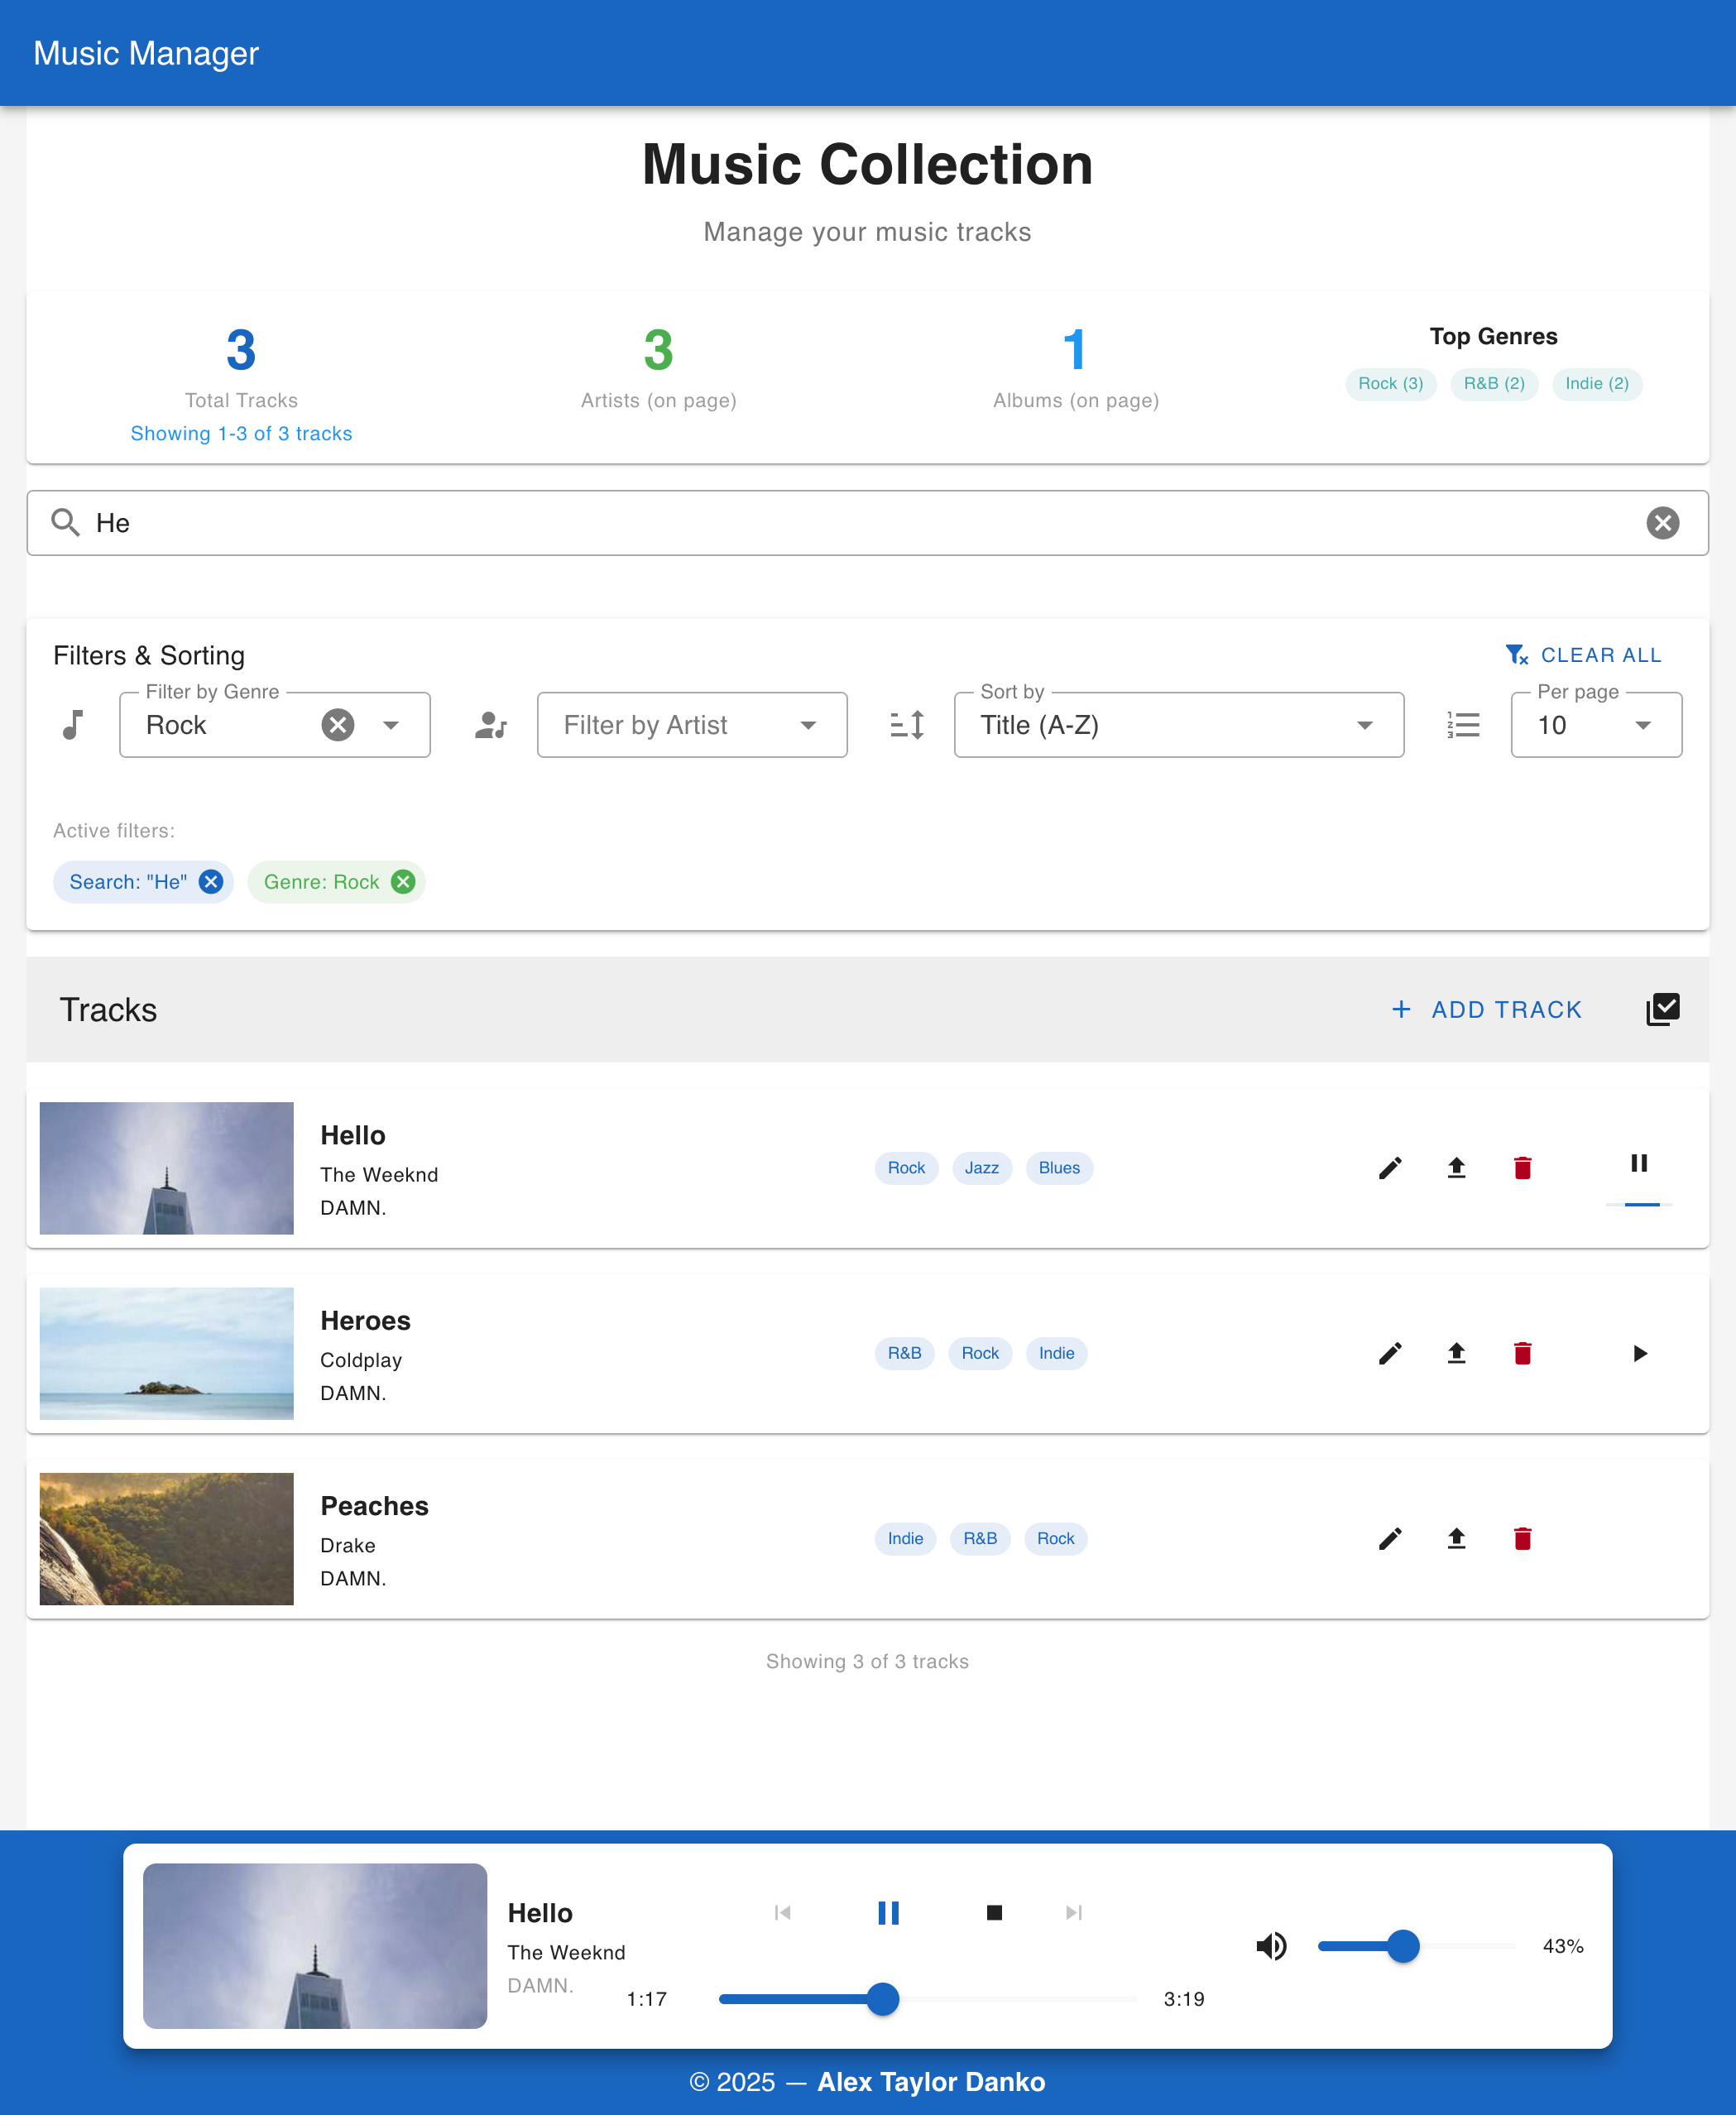 Music Manager
Music Collection
Manage your music tracks
3
Total Tracks
Showing 1-3 of 3 tracks
3
Artists (on page)
1
Albums (on page)
Top Genres
Rock (3) R&B (2) Indie (2)
He
Filters & Sorting
CLEAR ALL
Filter by Genre
Rock
Filter by Artist
Sort by
Title (A-Z)
Per page
10
Active filters:
Search: "He" Genre: Rock
Tracks
ADD TRACK
Hello
The Weeknd
DAMN.
Rock Jazz Blues
Heroes
Coldplay
DAMN.
R&B Rock Indie
Peaches
Drake
DAMN.
Indie R&B Rock
Showing 3 of 3 tracks
Hello
The Weeknd
DAMN.
1:17
3:19
43%
© 2025 — Alex Taylor Danko